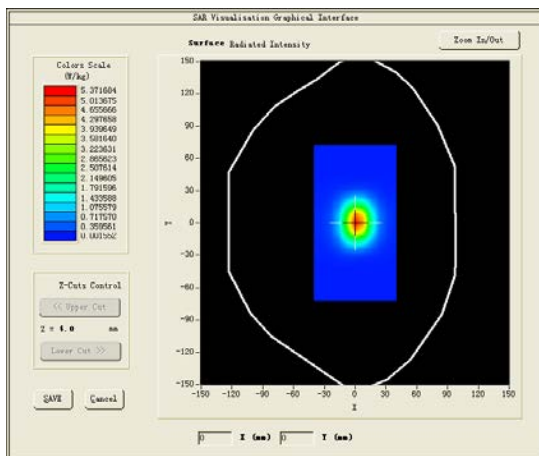 SAR Visualisation Graphical Interface
Surface Radiated Intensity
Zoom In/Out
Colors Scale
(W/kg)
5.371604
5.013675
4.655666
4.297658
3.939649
3.581640
3.223631
2.865623
2.507614
2.149605
1.791596
1.433588
1.075579
0.717570
0.359561
0.001552
150
120
90
60
30
0
-30
-60
-90
-120
-150
Y
-150 -120 -90 -60 -30 0 30 60 90 120 150
X
Z-Cuts Control
<< Upper Cut
Z = 4.0 mm
Lower Cut >>
SAVE
Cancel
0 X (mm) 0 Y (mm)